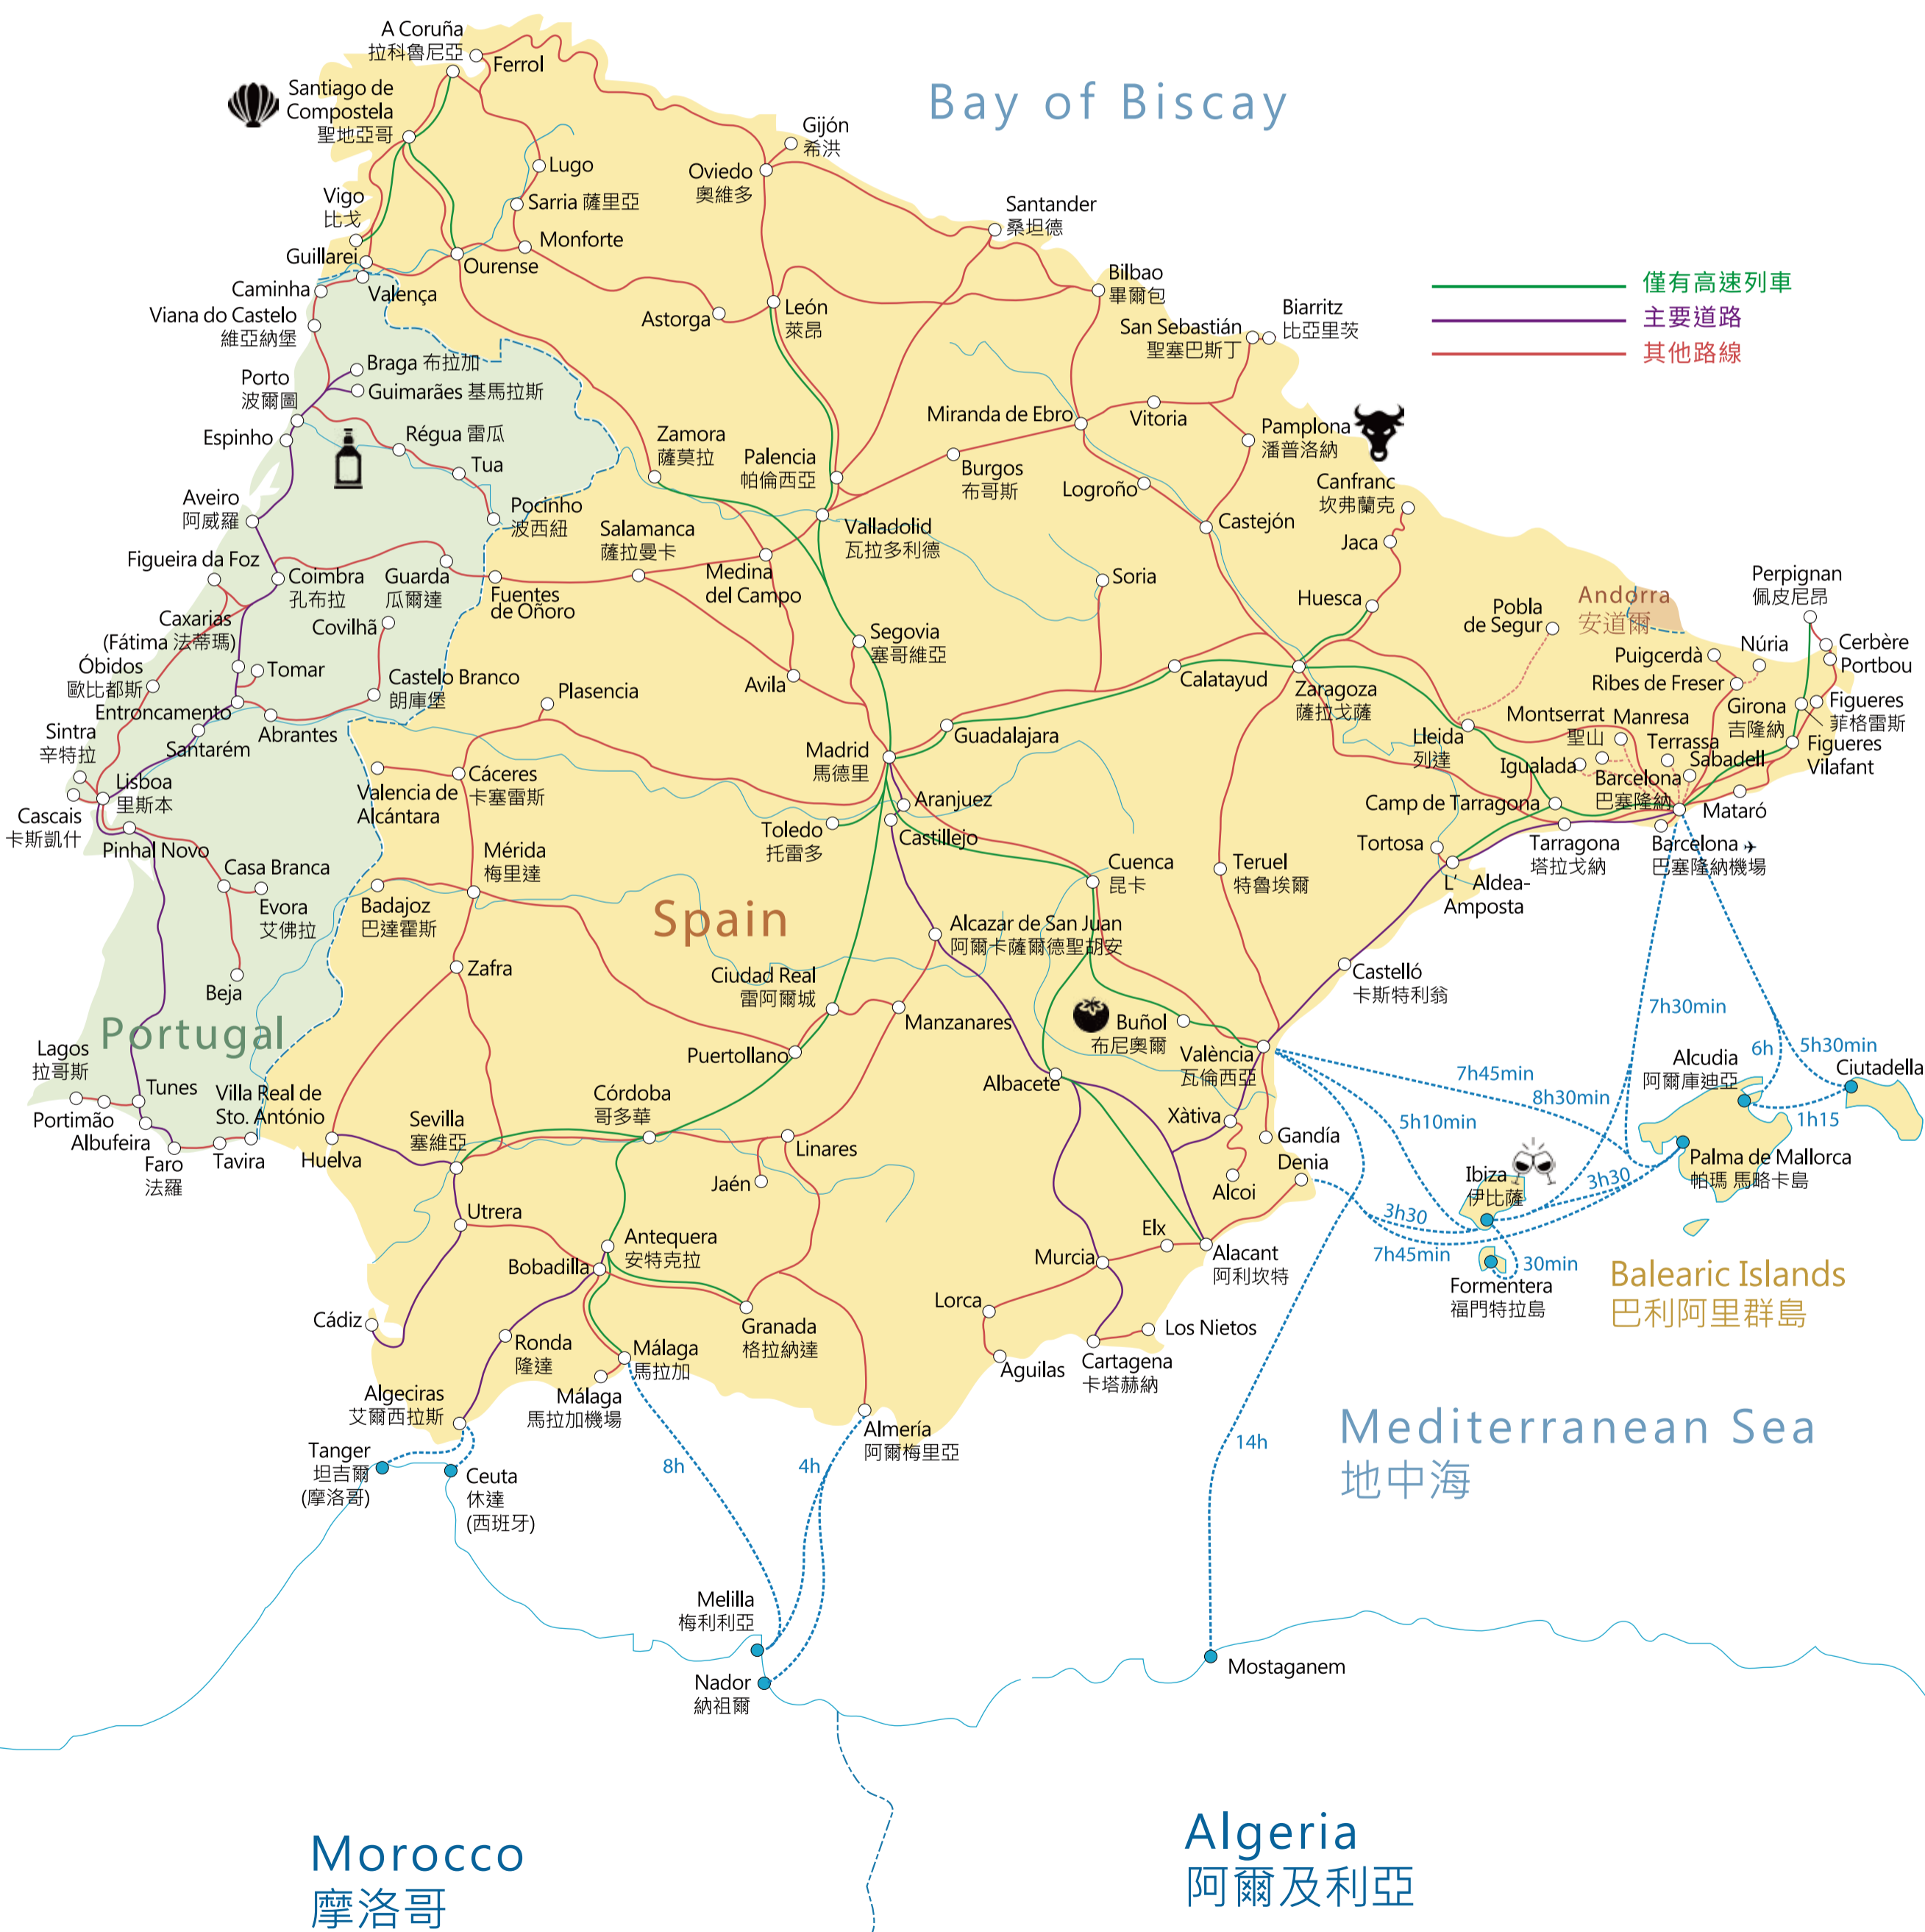 A Coruña
拉科魯尼亞
Ferrol
Santiago de
Compostela
聖地亞哥
Bay of Biscay
Gijón
希洪
Lugo
Oviedo
奧維多
Vigo
比戈
Sarria 薩里亞
Santander
桑坦德
Monforte
Guillarei
Ourense
Bilbao
畢爾包
Caminha
Valença
僅有高速列車
主要道路
其他路線
Viana do Castelo
維亞納堡
Astorga
León
萊昂
Biarritz
比亞里茨
San Sebastián
聖塞巴斯丁
Braga 布拉加
Porto
波爾圖
Guimarães 基馬拉斯
Espinho
Régua 雷瓜
Miranda de Ebro
Vitoria
Pamplona
潘普洛納
Zamora
薩莫拉
Palencia
帕倫西亞
Tua
Burgos
布哥斯
Logroño
Canfranc
坎弗蘭克
Aveiro
阿威羅
Pocinho
波西紐
Salamanca
薩拉曼卡
Valladolid
瓦拉多利德
Castejón
Jaca
Figueira da Foz
Coimbra
孔布拉
Guarda
瓜爾達
Fuentes
de Oñoro
Medina
del Campo
Soria
Huesca
Pobla
de Segur
Andorra
安道爾
Perpignan
佩皮尼昂
Caxarias
(Fátima 法蒂瑪)
Covilhã
Segovia
塞哥維亞
Núria
Cerbère
Portbou
Puigcerdà
Óbidos
歐比都斯
Tomar
Castelo Branco
朗庫堡
Plasencia
Avila
Calatayud
Zaragoza
薩拉戈薩
Ribes de Freser
Girona
吉隆納
Figueres
菲格雷斯
Entroncamento
Abrantes
Santarém
Sintra
辛特拉
Madrid
馬德里
Guadalajara
Lleida
列達
Montserrat
聖山
Manresa
Terrassa
Sabadell
Figueres
Vilafant
Igualada
Barcelona
巴塞隆納
Lisboa
里斯本
Cáceres
卡塞雷斯
Valencia de
Alcántara
Aranjuez
Camp de Tarragona
Mataró
Cascais
卡斯凱什
Pinhal Novo
Toledo
托雷多
Castillejo
Tortosa
Tarragona
塔拉戈納
Barcelona
巴塞隆納機場
Casa Branca
Mérida
梅里達
Cuenca
昆卡
Teruel
特魯埃爾
L' Aldea-
Amposta
Evora
艾佛拉
Badajoz
巴達霍斯
Spain
Alcazar de San Juan
阿爾卡薩爾德聖胡安
Zafra
Ciudad Real
雷阿爾城
Castelló
卡斯特利翁
Beja
7h30min
Portugal
Manzanares
Buñol
布尼奧爾
Lagos
拉哥斯
Puertollano
València
瓦倫西亞
6h
5h30min
Alcudia
阿爾庫迪亞
Ciutadella
Tunes
Villa Real de
Sto. António
Albacete
7h45min
8h30min
Portimão
Córdoba
哥多華
Xàtiva
5h10min
1h15
Albufeira
Sevilla
塞維亞
Gandía
Faro
法羅
Tavira
Huelva
Linares
Denia
Palma de Mallorca
帕瑪 馬略卡島
Jaén
Alcoi
Ibiza
伊比薩
3h30
Utrera
3h30
Antequera
安特克拉
Elx
Bobadilla
Murcia
Alacant
阿利坎特
7h45min
30min
Formentera
福門特拉島
Balearic Islands
巴利阿里群島
Lorca
Cádiz
Granada
格拉納達
Los Nietos
Ronda
隆達
Málaga
馬拉加
Aguilas
Cartagena
卡塔赫納
Algeciras
艾爾西拉斯
Málaga
馬拉加機場
Almería
阿爾梅里亞
Mediterranean Sea
地中海
Tanger
坦吉爾
(摩洛哥)
Ceuta
休達
(西班牙)
8h
4h
14h
Melilla
梅利利亞
Nador
納祖爾
Mostaganem
Morocco
摩洛哥
Algeria
阿爾及利亞